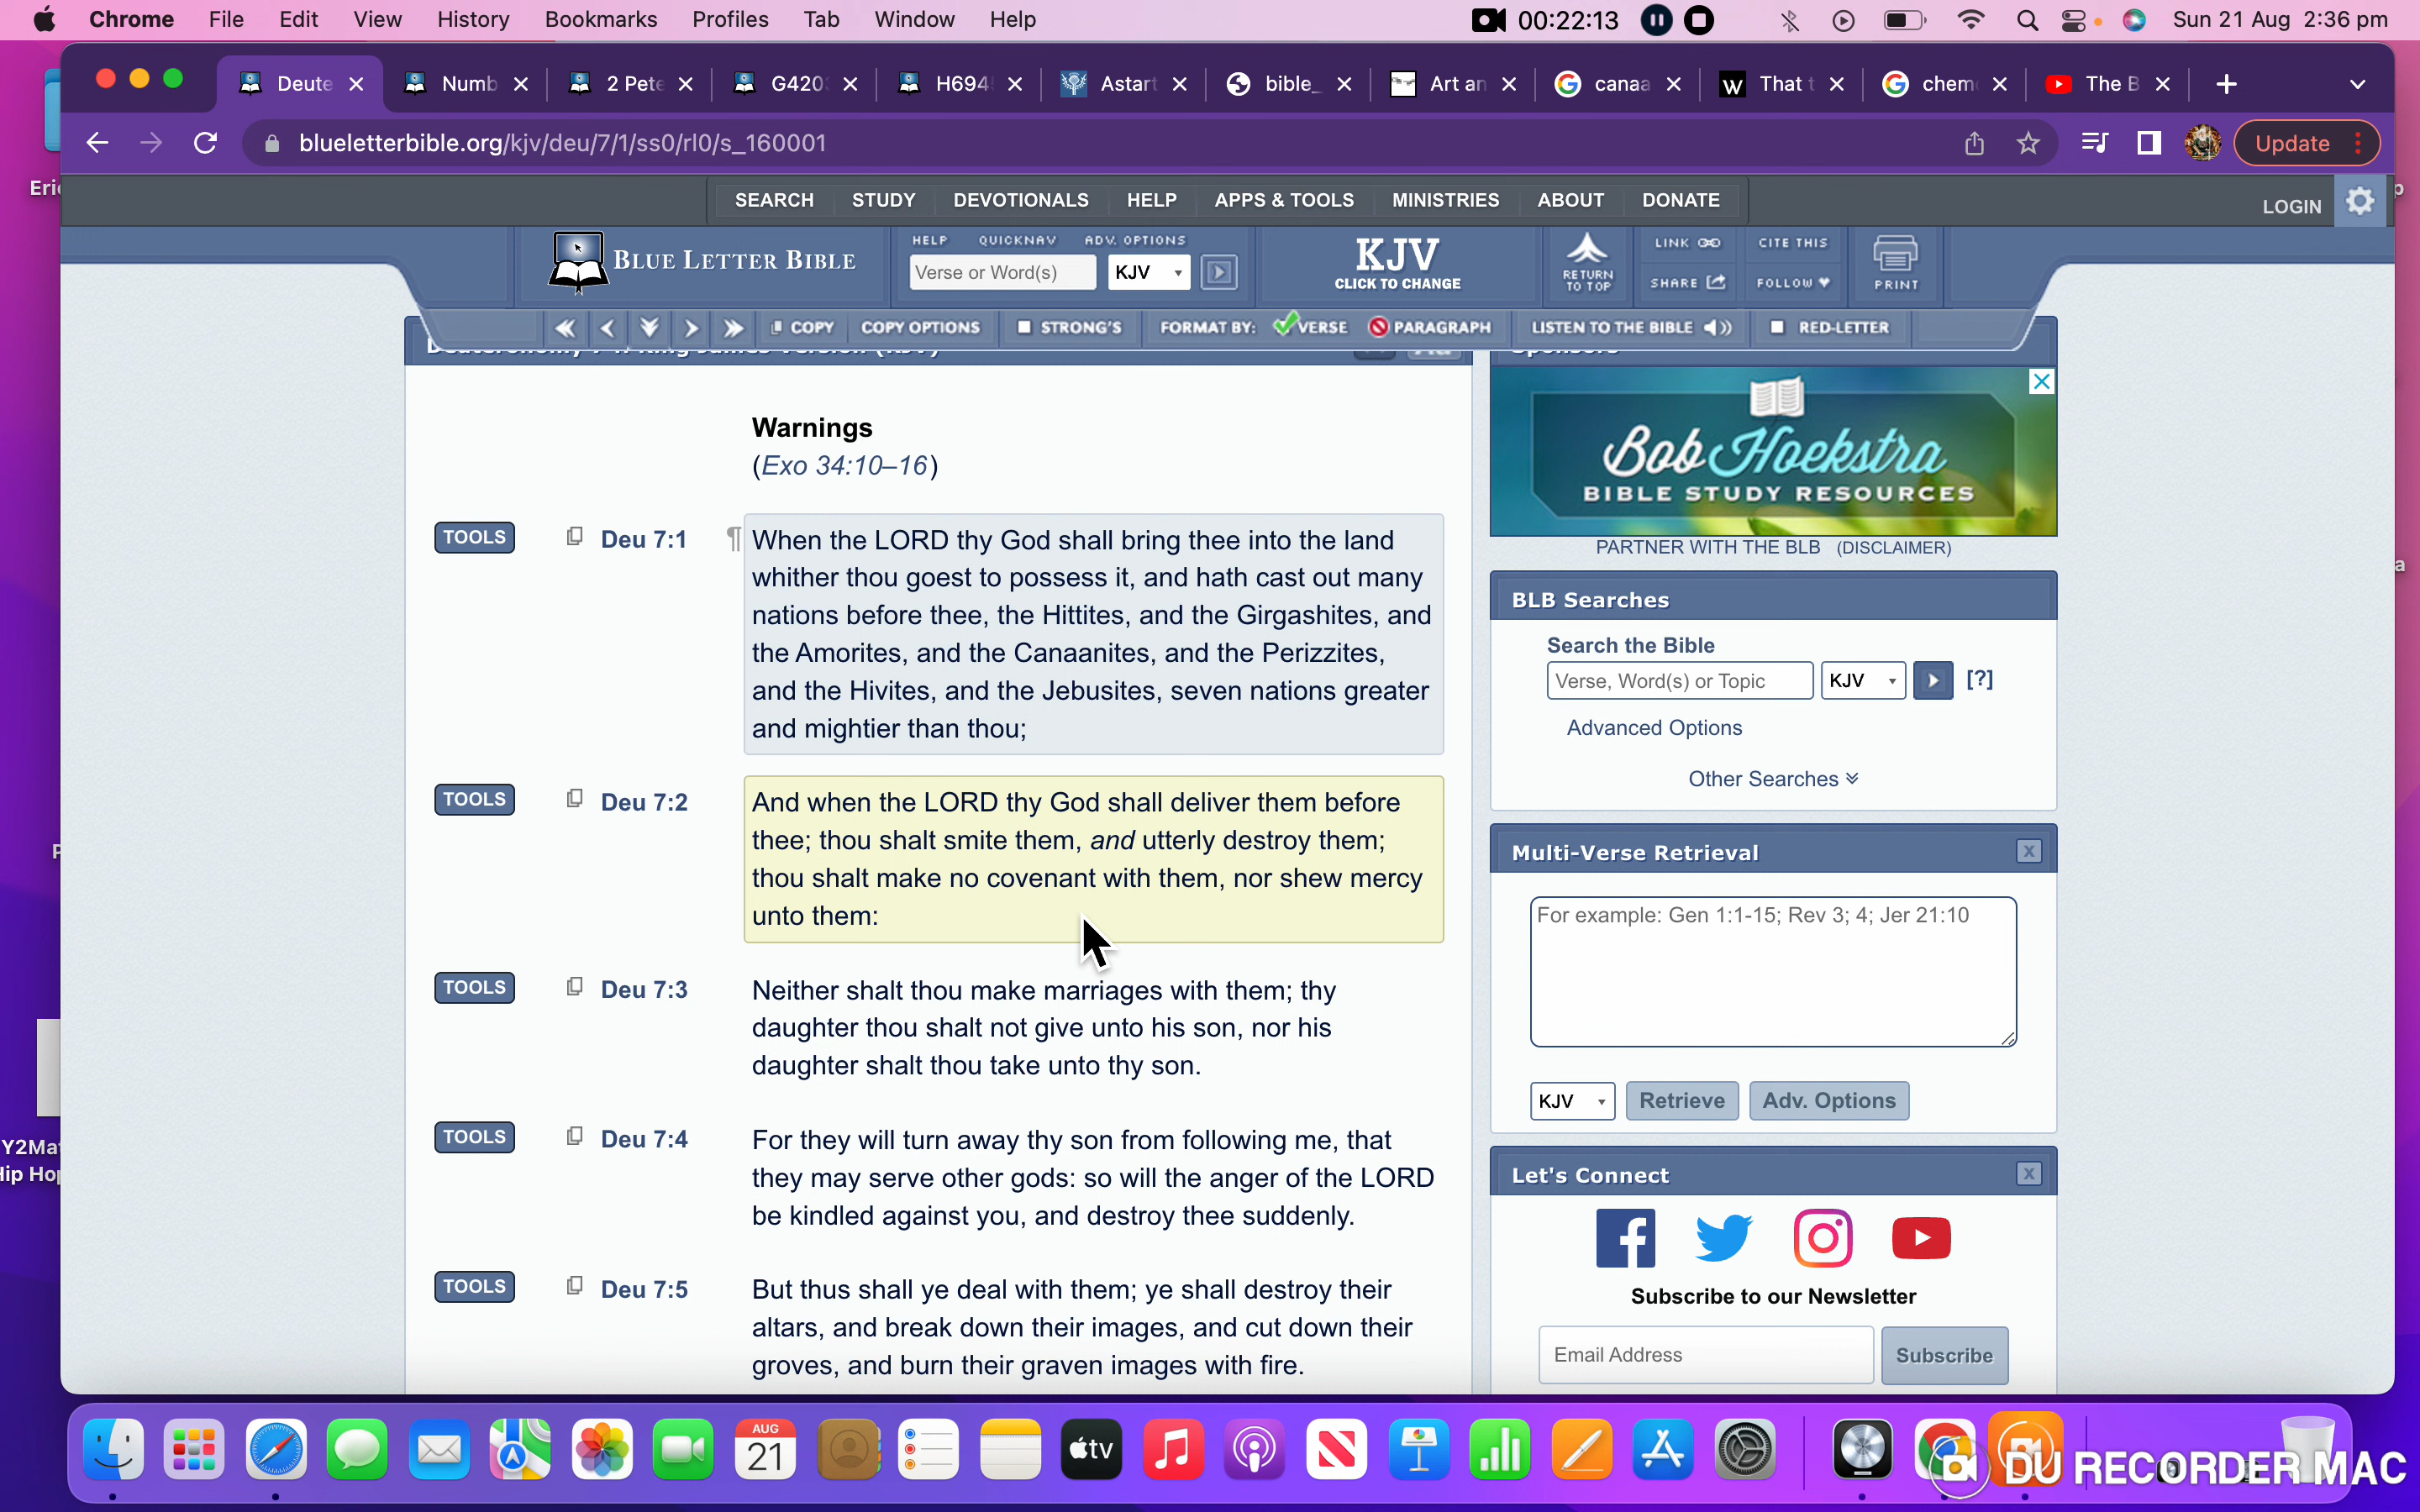 Chrome File Edit View History Bookmarks Profiles Tab Window Help 00:22:13 Sun 21 Aug 2:36 pm
Deute Numb 2 Pete G420 H694 Astart bible_ Art an canaa That t chem The B
blueletterbible.org/kjv/deu/7/1/ss0/rl0/s_160001 Update
SEARCH STUDY DEVOTIONALS HELP APPS & TOOLS MINISTRIES ABOUT DONATE LOGIN
BLUE LETTER BIBLE
HELP QUICKNAV ADV. OPTIONS
Verse or Word(s) KJV
KJV
CLICK TO CHANGE
RETURN
TO TOP
LINK CITE THIS
SHARE FOLLOW
PRINT
COPY COPY OPTIONS STRONG'S FORMAT BY: VERSE PARAGRAPH LISTEN TO THE BIBLE RED-LETTER
Warnings
(Exo 34:10–16)
TOOLS Deu 7:1 ¶ When the LORD thy God shall bring thee into the land
whither thou goest to possess it, and hath cast out many
nations before thee, the Hittites, and the Girgashites, and
the Amorites, and the Canaanites, and the Perizzites,
and the Hivites, and the Jebusites, seven nations greater
and mightier than thou;
TOOLS Deu 7:2 And when the LORD thy God shall deliver them before
thee; thou shalt smite them, and utterly destroy them;
thou shalt make no covenant with them, nor shew mercy
unto them:
TOOLS Deu 7:3 Neither shalt thou make marriages with them; thy
daughter thou shalt not give unto his son, nor his
daughter shalt thou take unto thy son.
TOOLS Deu 7:4 For they will turn away thy son from following me, that
they may serve other gods: so will the anger of the LORD
be kindled against you, and destroy thee suddenly.
TOOLS Deu 7:5 But thus shall ye deal with them; ye shall destroy their
altars, and break down their images, and cut down their
groves, and burn their graven images with fire.
Bob Hoekstra
BIBLE STUDY RESOURCES
PARTNER WITH THE BLB (DISCLAIMER)
BLB Searches
Search the Bible
Verse, Word(s) or Topic KJV [?]
Advanced Options
Other Searches
Multi-Verse Retrieval x
For example: Gen 1:1-15; Rev 3; 4; Jer 21:10
KJV Retrieve Adv. Options
Let's Connect x
Subscribe to our Newsletter
Email Address Subscribe
Y2Ma
AUG
21
tv
DU RECORDER MAC